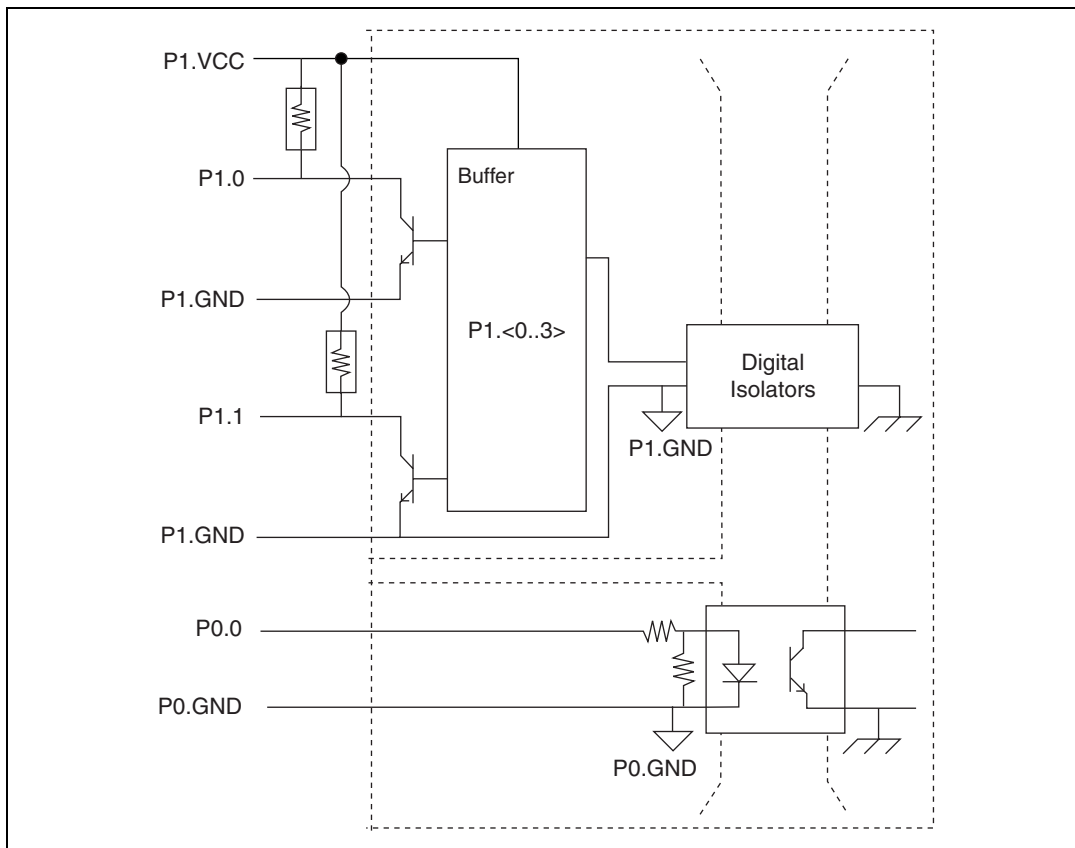 P1.VCC
P1.0
Buffer
P1.GND
P1.<0..3>
Digital
Isolators
P1.1
P1.GND
P1.GND
P0.0
P0.GND
P0.GND